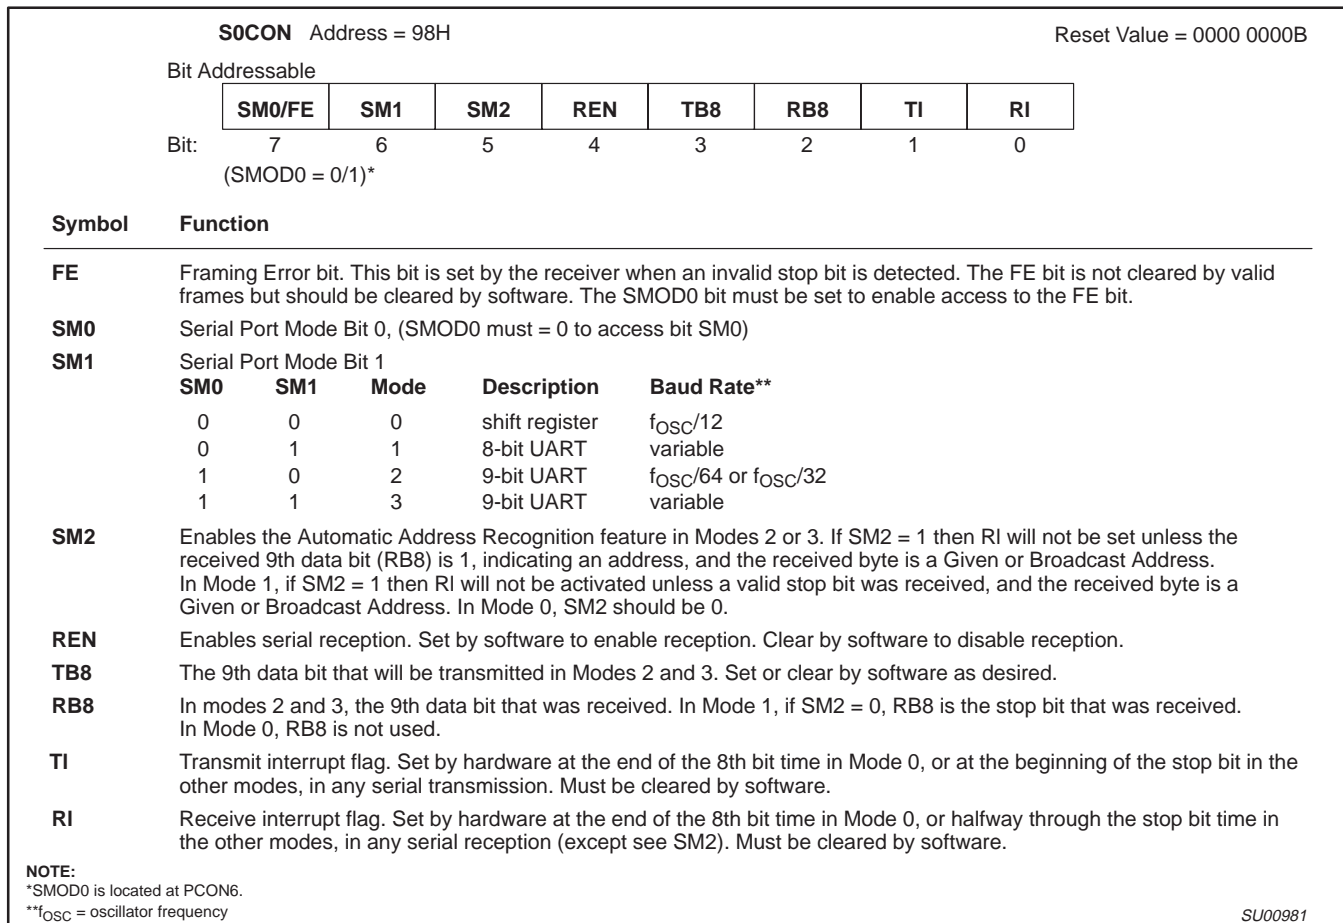 S0CON Address = 98H Reset Value = 0000 0000B
Bit Addressable
SM0/FE SM1 SM2 REN TB8 RB8 TI RI
Bit: 7 6 5 4 3 2 1 0
(SMOD0 = 0/1)*
Symbol Function
FE Framing Error bit. This bit is set by the receiver when an invalid stop bit is detected. The FE bit is not cleared by valid
frames but should be cleared by software. The SMOD0 bit must be set to enable access to the FE bit.
SM0 Serial Port Mode Bit 0, (SMOD0 must = 0 to access bit SM0)
SM1 Serial Port Mode Bit 1
SM0 SM1 Mode Description Baud Rate**
0 0 0 shift register fOSC/12
0 1 1 8-bit UART variable
1 0 2 9-bit UART fOSC/64 or fOSC/32
1 1 3 9-bit UART variable
SM2 Enables the Automatic Address Recognition feature in Modes 2 or 3. If SM2 = 1 then RI will not be set unless the
received 9th data bit (RB8) is 1, indicating an address, and the received byte is a Given or Broadcast Address.
In Mode 1, if SM2 = 1 then RI will not be activated unless a valid stop bit was received, and the received byte is a
Given or Broadcast Address. In Mode 0, SM2 should be 0.
REN Enables serial reception. Set by software to enable reception. Clear by software to disable reception.
TB8 The 9th data bit that will be transmitted in Modes 2 and 3. Set or clear by software as desired.
RB8 In modes 2 and 3, the 9th data bit that was received. In Mode 1, if SM2 = 0, RB8 is the stop bit that was received.
In Mode 0, RB8 is not used.
TI Transmit interrupt flag. Set by hardware at the end of the 8th bit time in Mode 0, or at the beginning of the stop bit in the
other modes, in any serial transmission. Must be cleared by software.
RI Receive interrupt flag. Set by hardware at the end of the 8th bit time in Mode 0, or halfway through the stop bit time in
the other modes, in any serial reception (except see SM2). Must be cleared by software.
NOTE:
*SMOD0 is located at PCON6.
**fOSC = oscillator frequency SU00981